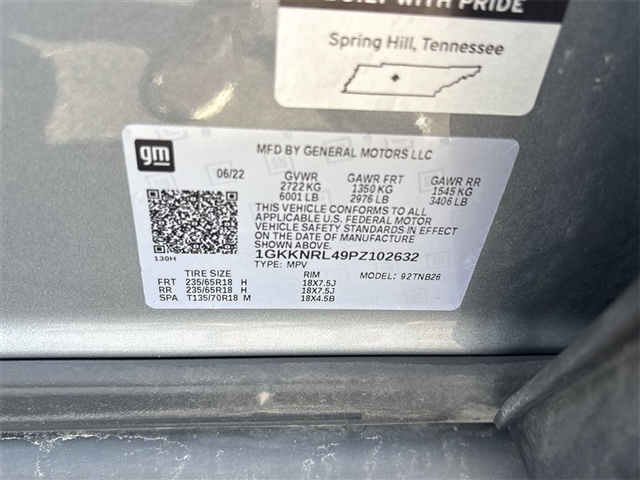 BUILT WITH PRIDE
Spring Hill, Tennessee
gm
MFD BY GENERAL MOTORS LLC
06/22 GVWR GAWR FRT GAWR RR
2722 KG 1350 KG 1545 KG
6001 LB 2976 LB 3406 LB
THIS VEHICLE CONFORMS TO ALL
APPLICABLE U.S. FEDERAL MOTOR
VEHICLE SAFETY STANDARDS IN EFFECT
ON THE DATE OF MANUFACTURE
SHOWN ABOVE.
130H
1GKKNRL49PZ102632
TYPE: MPV MODEL: 92TNB26
TIRE SIZE RIM
FRT 235/65R18 H 18X7.5J
RR 235/65R18 H 18X7.5J
SPA T135/70R18 M 18X4.5B